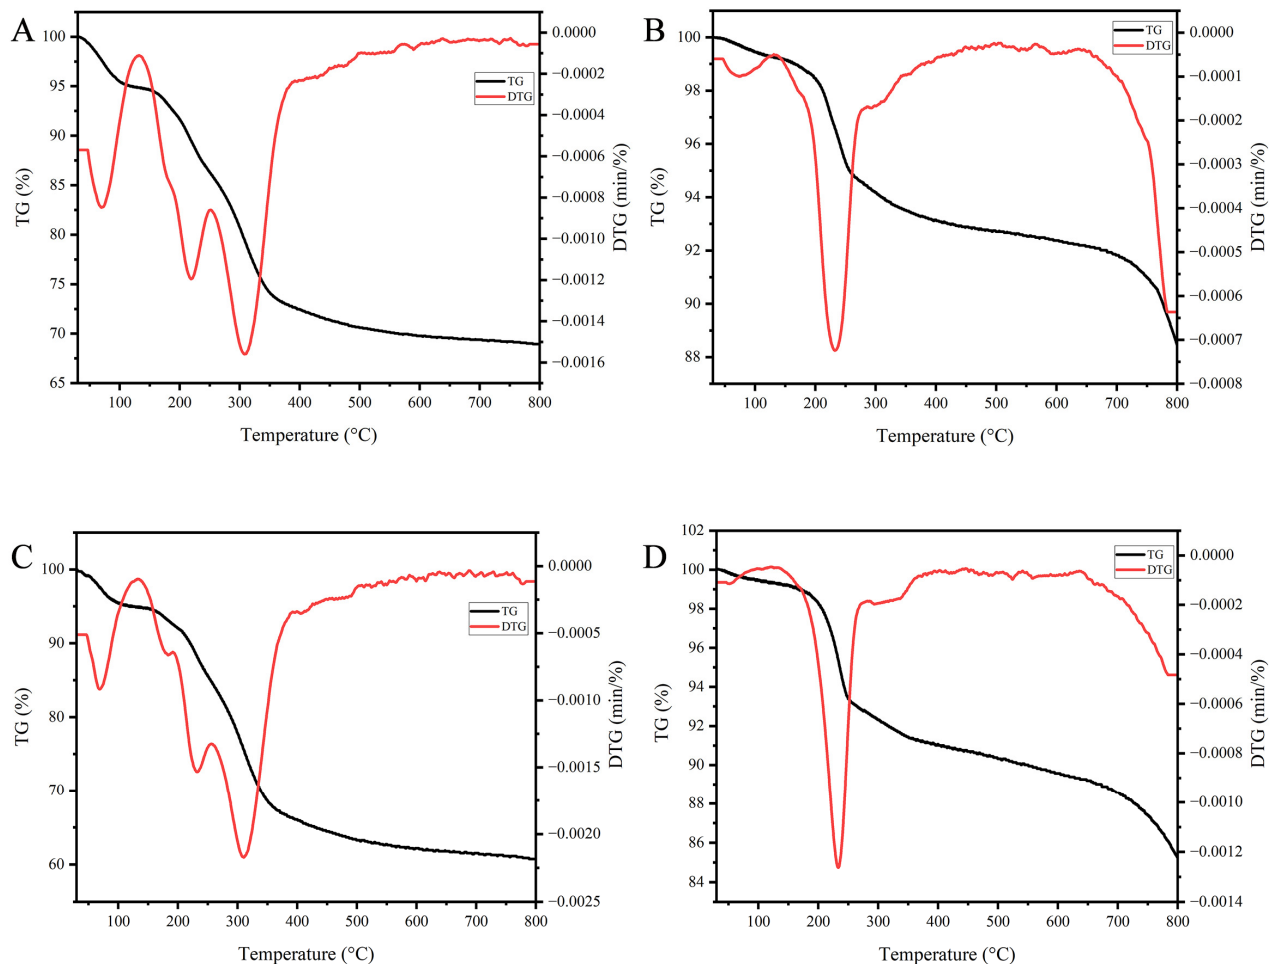 A
TG (%)
100
95
90
85
80
75
70
65
100 200 300 400 500 600 700 800
Temperature (°C)
0.0000
−0.0002
−0.0004
−0.0006
−0.0008
−0.0010
−0.0012
−0.0014
−0.0016
DTG (min/%)
TG
DTG
B
TG (%)
100
98
96
94
92
90
88
100 200 300 400 500 600 700 800
Temperature (°C)
0.0000
−0.0001
−0.0002
−0.0003
−0.0004
−0.0005
−0.0006
−0.0007
−0.0008
DTG (min/%)
TG
DTG
C
TG (%)
100
90
80
70
60
100 200 300 400 500 600 700 800
Temperature (°C)
0.0000
−0.0005
−0.0010
−0.0015
−0.0020
−0.0025
DTG (min/%)
TG
DTG
D
TG (%)
102
100
98
96
94
92
90
88
86
84
100 200 300 400 500 600 700 800
Temperature (°C)
0.0000
−0.0002
−0.0004
−0.0006
−0.0008
−0.0010
−0.0012
−0.0014
DTG (min/%)
TG
DTG